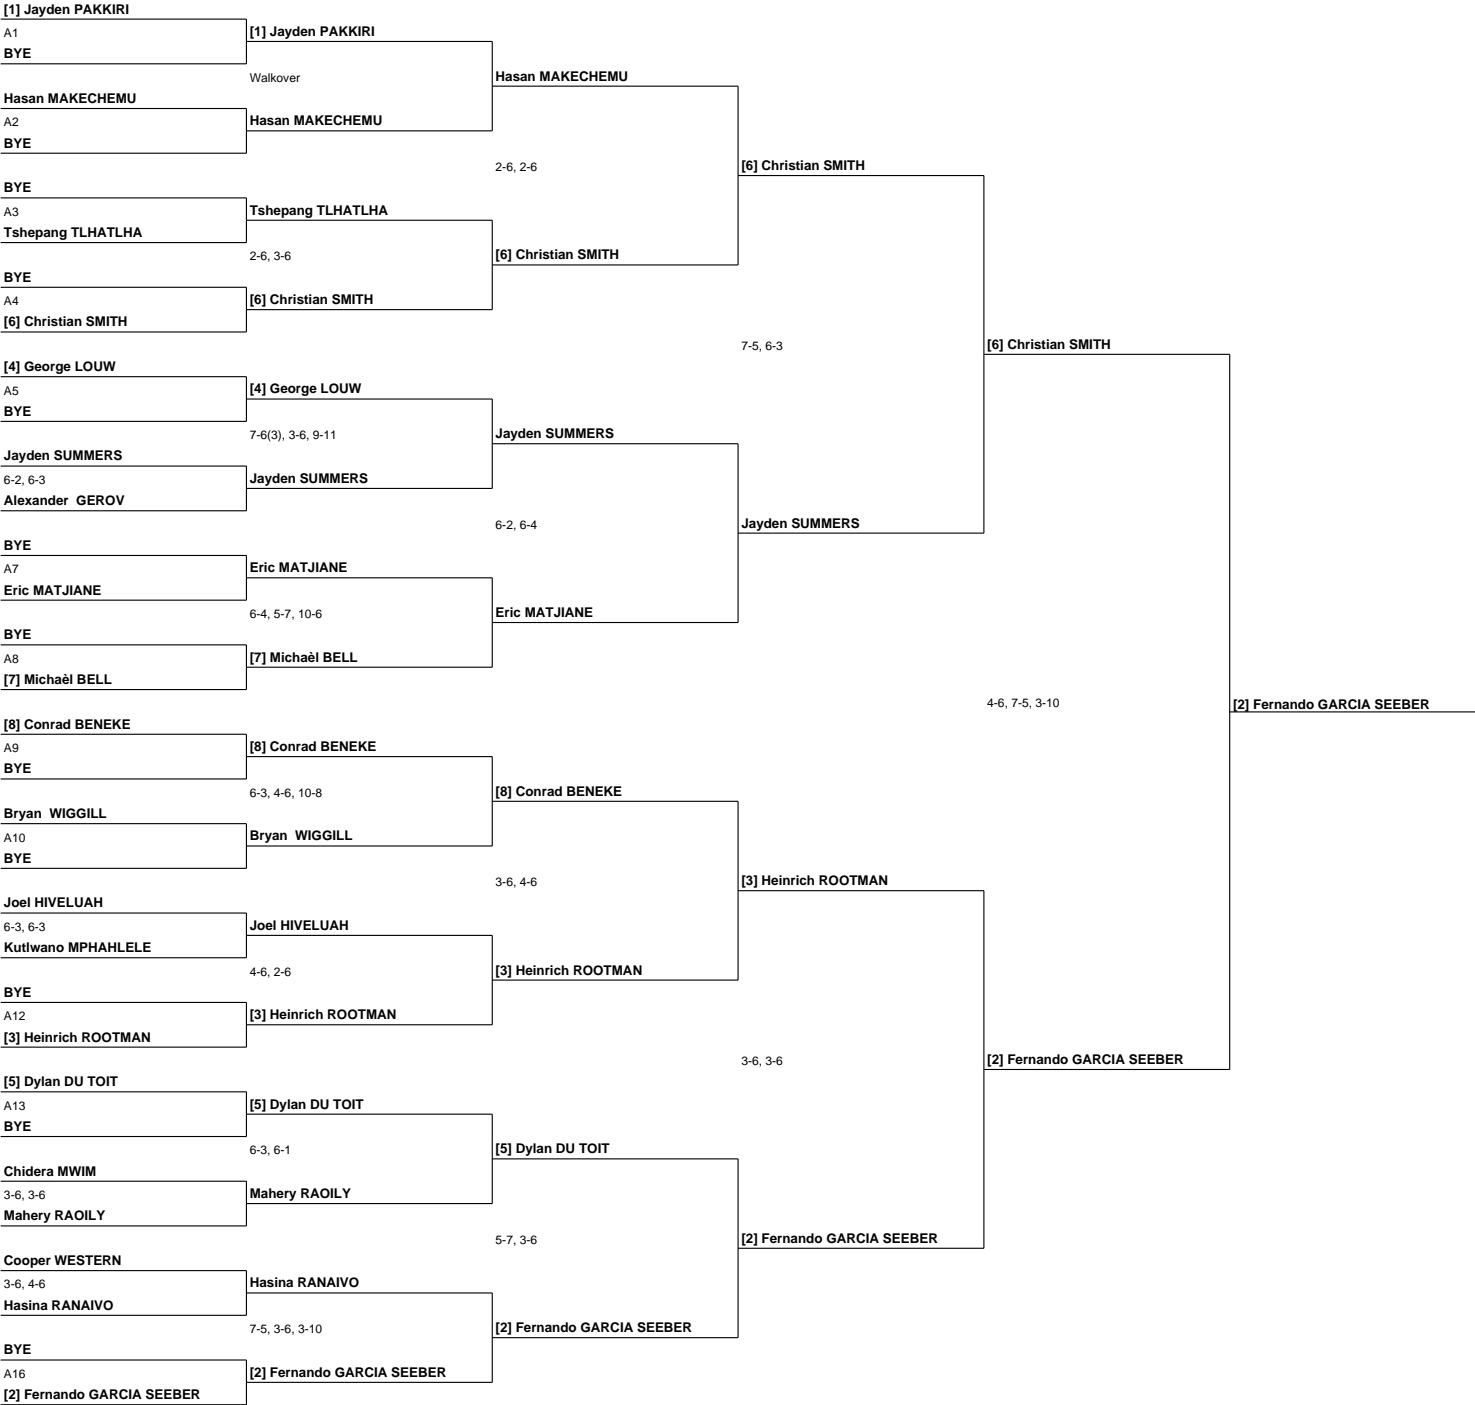 [1] Jayden PAKKIRI
A1
BYE
Hasan MAKECHEMU
A2
BYE
BYE
A3
Tshepang TLHATLHA
BYE
A4
[6] Christian SMITH
[4] George LOUW
A5
BYE
Jayden SUMMERS
6-2, 6-3
Alexander  GEROV
BYE
A7
Eric MATJIANE
BYE
A8
[7] Michaèl BELL
[8] Conrad BENEKE
A9
BYE
Bryan  WIGGILL
A10
BYE
Joel HIVELUAH
6-3, 6-3
Kutlwano MPHAHLELE
BYE
A12
[3] Heinrich ROOTMAN
[5] Dylan DU TOIT
A13
BYE
Chidera MWIM
3-6, 3-6
Mahery RAOILY
Cooper WESTERN
3-6, 4-6
Hasina RANAIVO
BYE
A16
[2] Fernando GARCIA SEEBER
[1] Jayden PAKKIRI
Walkover
Hasan MAKECHEMU
Tshepang TLHATLHA
2-6, 3-6
[6] Christian SMITH
[4] George LOUW
7-6(3), 3-6, 9-11
Jayden SUMMERS
Eric MATJIANE
6-4, 5-7, 10-6
[7] Michaèl BELL
[8] Conrad BENEKE
6-3, 4-6, 10-8
Bryan  WIGGILL
Joel HIVELUAH
4-6, 2-6
[3] Heinrich ROOTMAN
[5] Dylan DU TOIT
6-3, 6-1
Mahery RAOILY
Hasina RANAIVO
7-5, 3-6, 3-10
[2] Fernando GARCIA SEEBER
Hasan MAKECHEMU
2-6, 2-6
[6] Christian SMITH
Jayden SUMMERS
6-2, 6-4
Eric MATJIANE
[8] Conrad BENEKE
3-6, 4-6
[3] Heinrich ROOTMAN
[5] Dylan DU TOIT
5-7, 3-6
[2] Fernando GARCIA SEEBER
[6] Christian SMITH
7-5, 6-3
Jayden SUMMERS
[3] Heinrich ROOTMAN
3-6, 3-6
[2] Fernando GARCIA SEEBER
[6] Christian SMITH
4-6, 7-5, 3-10
[2] Fernando GARCIA SEEBER
[2] Fernando GARCIA SEEBER